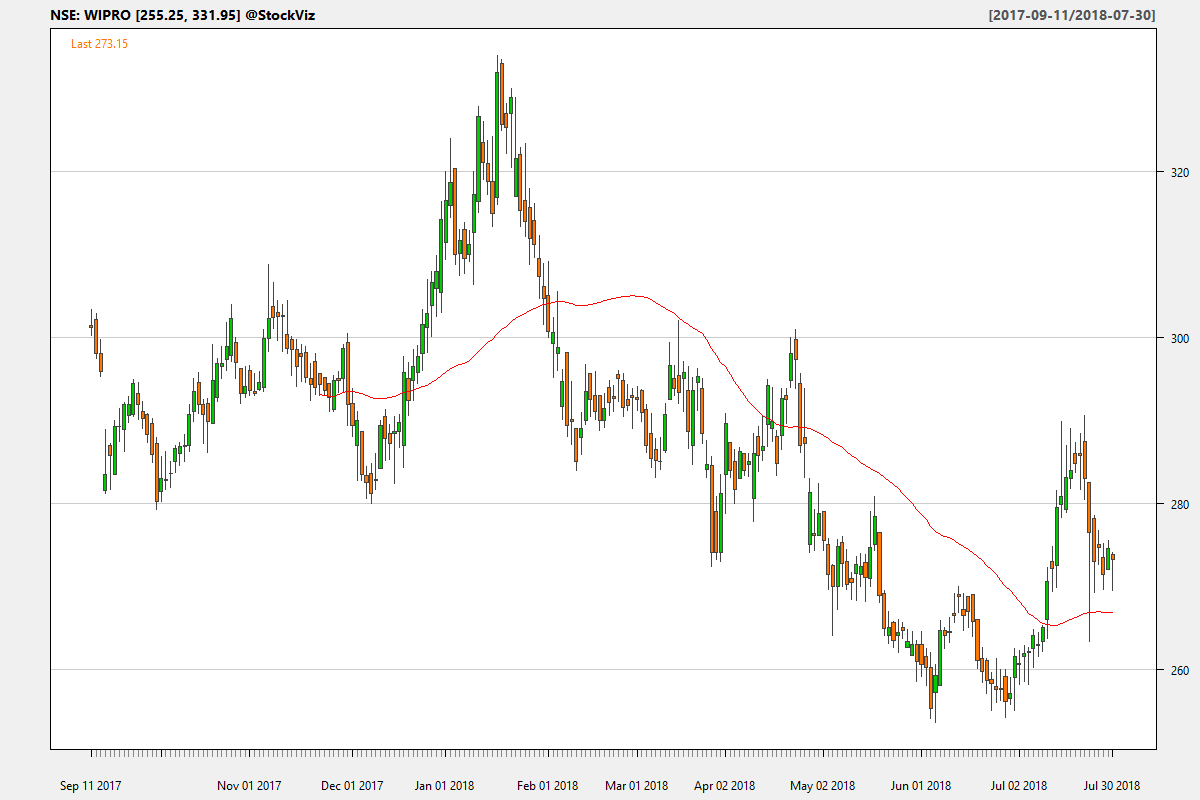 NSE: WIPRO [255.25, 331.95] @StockViz
[2017-09-11/2018-07-30]
Last 273.15
320
300
280
260
Sep 11 2017
Nov 01 2017
Dec 01 2017
Jan 01 2018
Feb 01 2018
Mar 01 2018
Apr 02 2018
May 02 2018
Jun 01 2018
Jul 02 2018
Jul 30 2018